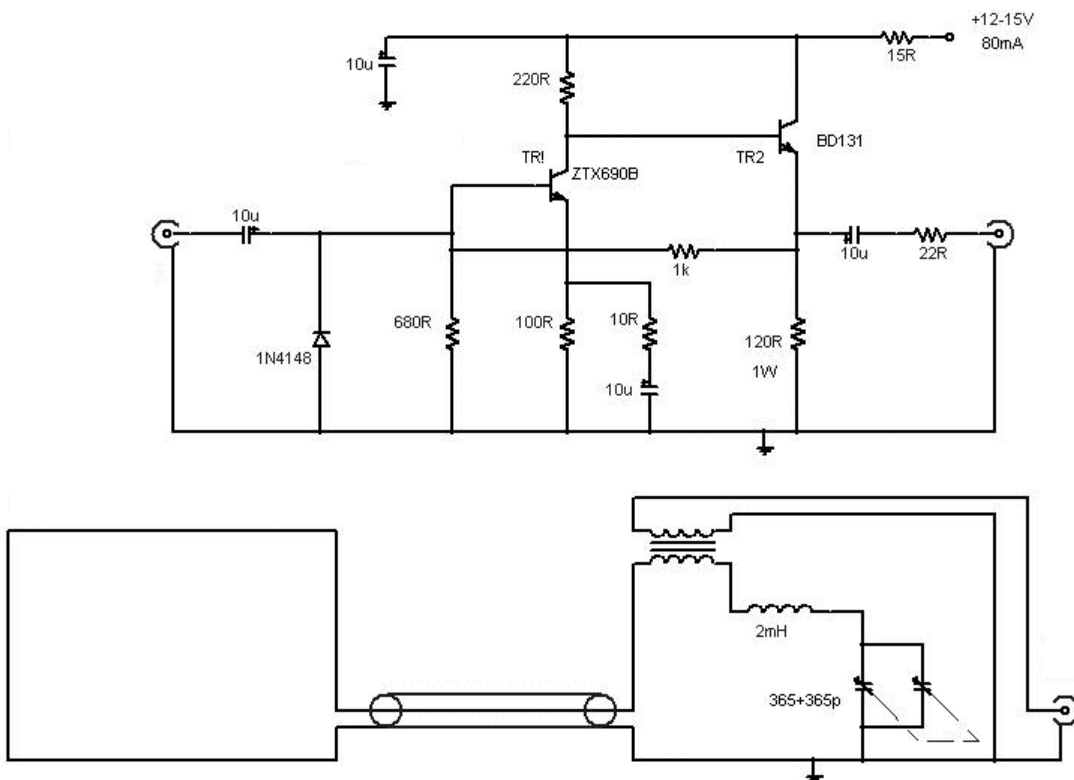 +12-15V
80mA
10u
15R
220R
BD131
TR!
TR2
ZTX690B
10u
10u
22R
1k
680R
100R
10R
120R
1W
1N4148
10u
2mH
365+365p